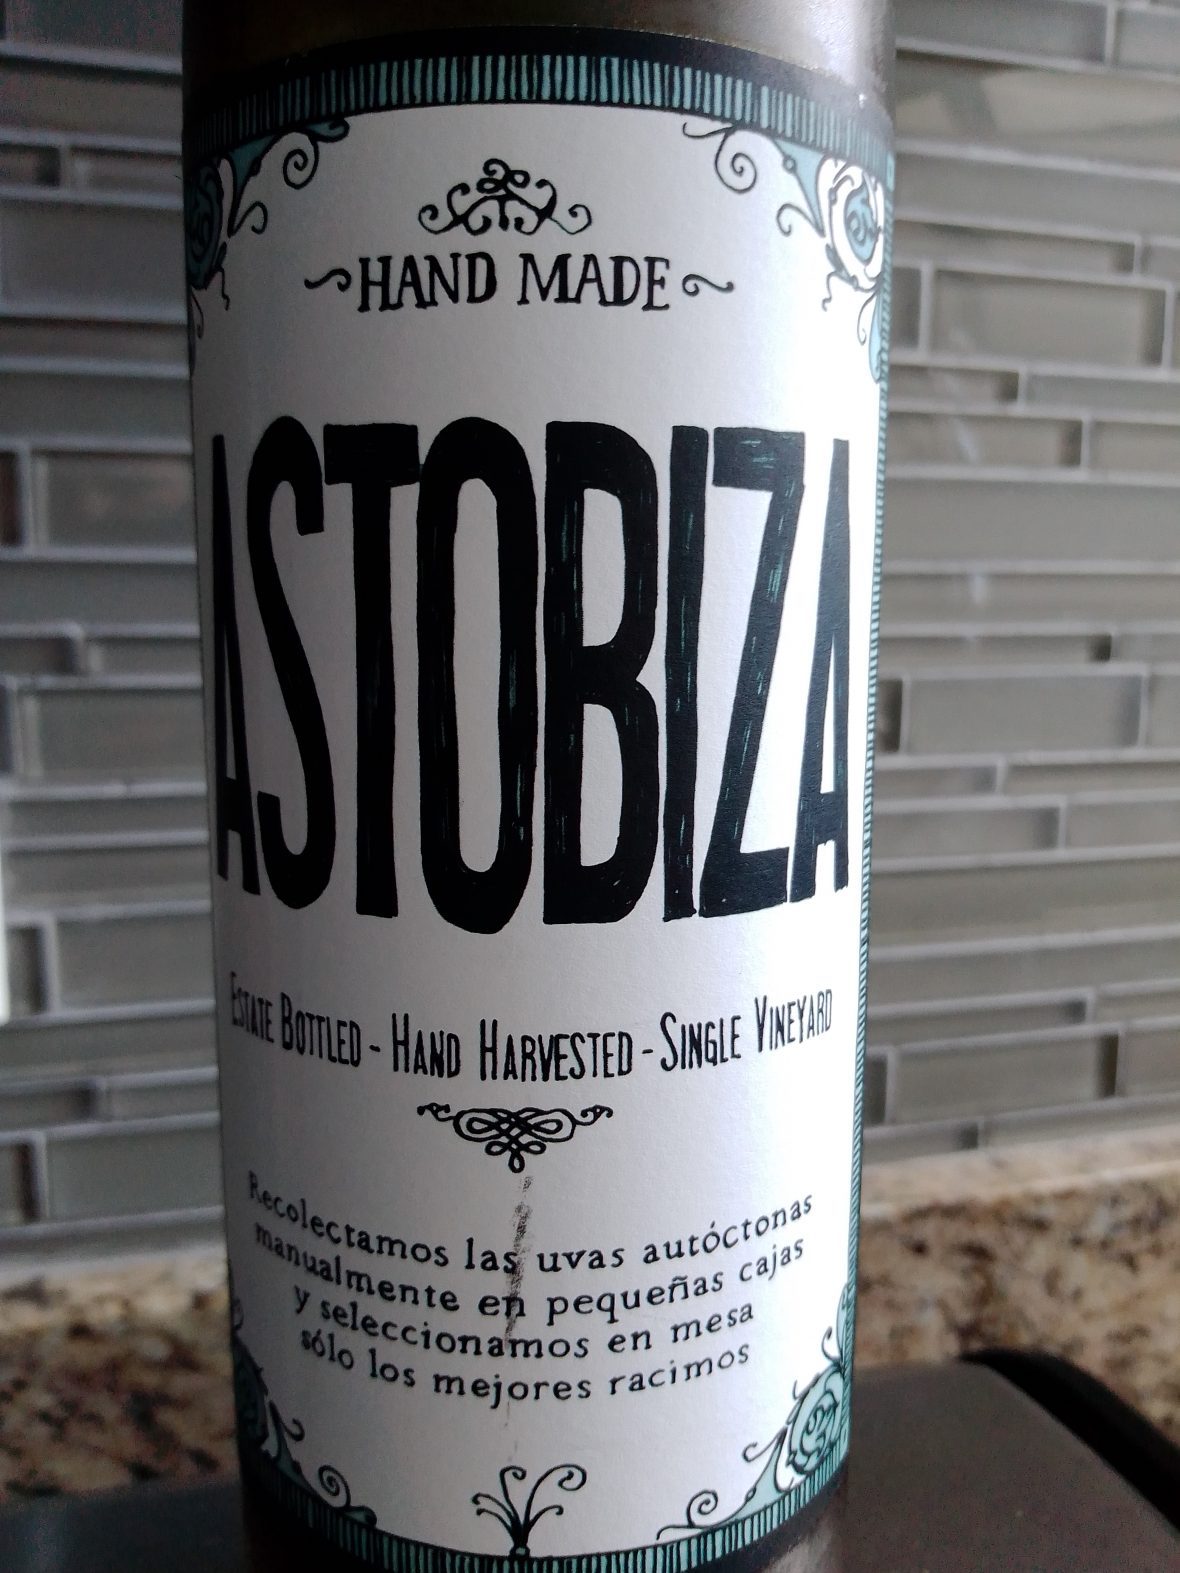 HAND MADE
ASTOBIZA
ESTATE BOTTLED - HAND HARVESTED - SINGLE VINEYARD
Recolectamos las uvas autóctonas
manualmente en pequeñas cajas
y seleccionamos en mesa
sólo los mejores racimos